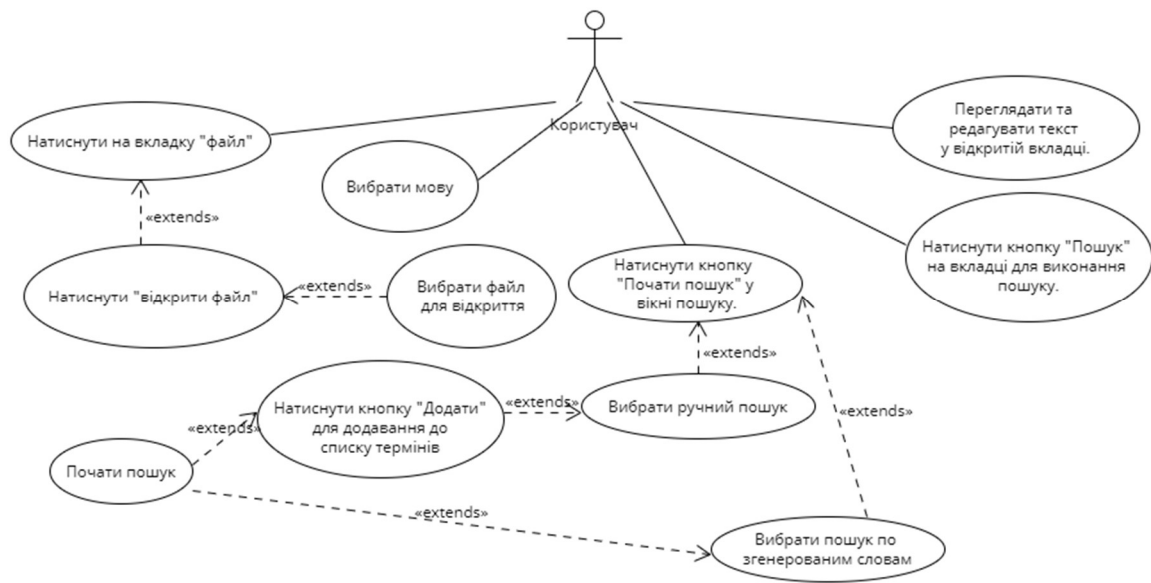 Користувач
Натиснути на вкладку "файл"
Вибрати мову
Переглядати та
редагувати текст
у відкритій вкладці.
«extends»
Натиснути кнопку "Пошук"
на вкладці для виконання
пошуку.
Натиснути "відкрити файл"
«extends»
Вибрати файл
для відкриття
Натиснути кнопку
"Почати пошук" у
вікні пошуку.
«extends»
Натиснути кнопку "Додати"
для додавання до
списку термінів
«extends»
Вибрати ручний пошук
«extends»
«extends»
Почати пошук
«extends»
Вибрати пошук по
згенерованим словам